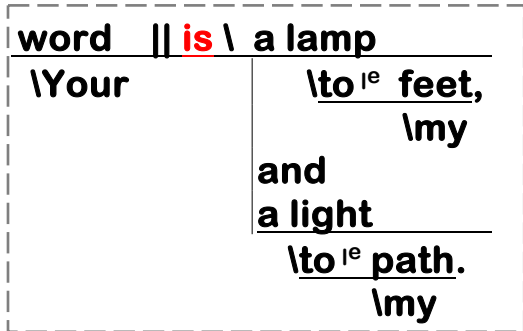 word || is \ a lamp
\Your \to le feet,
\my
and
a light
\to le path.
\my